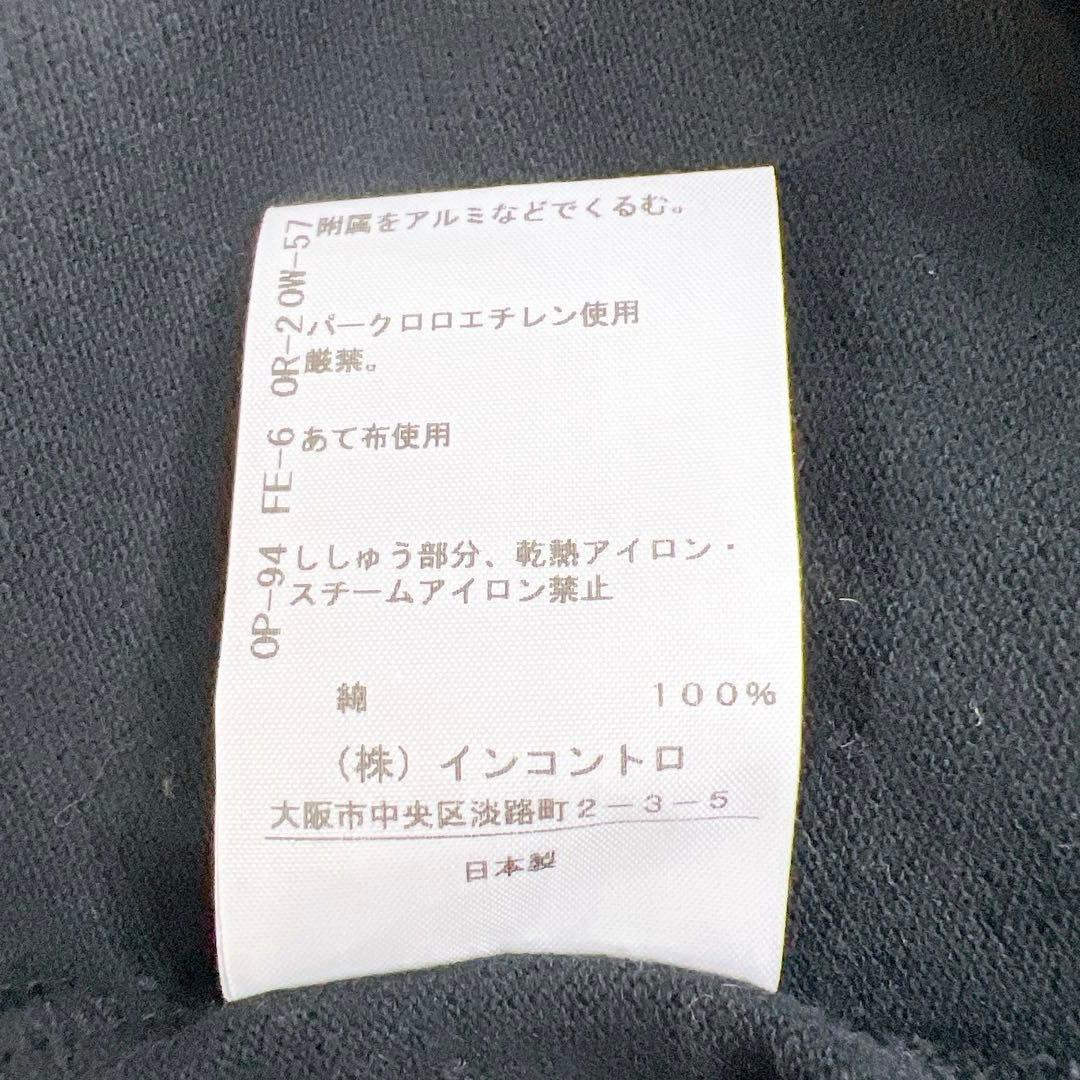 附属をアルミなどでくるむ。
パークロロエチレン使用
厳禁。
あて布使用
ししゅう部分、乾熱アイロン・
スチームアイロン禁止
綿 100%
(株)インコントロ
大阪市中央区淡路町2-3-5
日本製
OP-94 FE-6 OR-2 OW-57